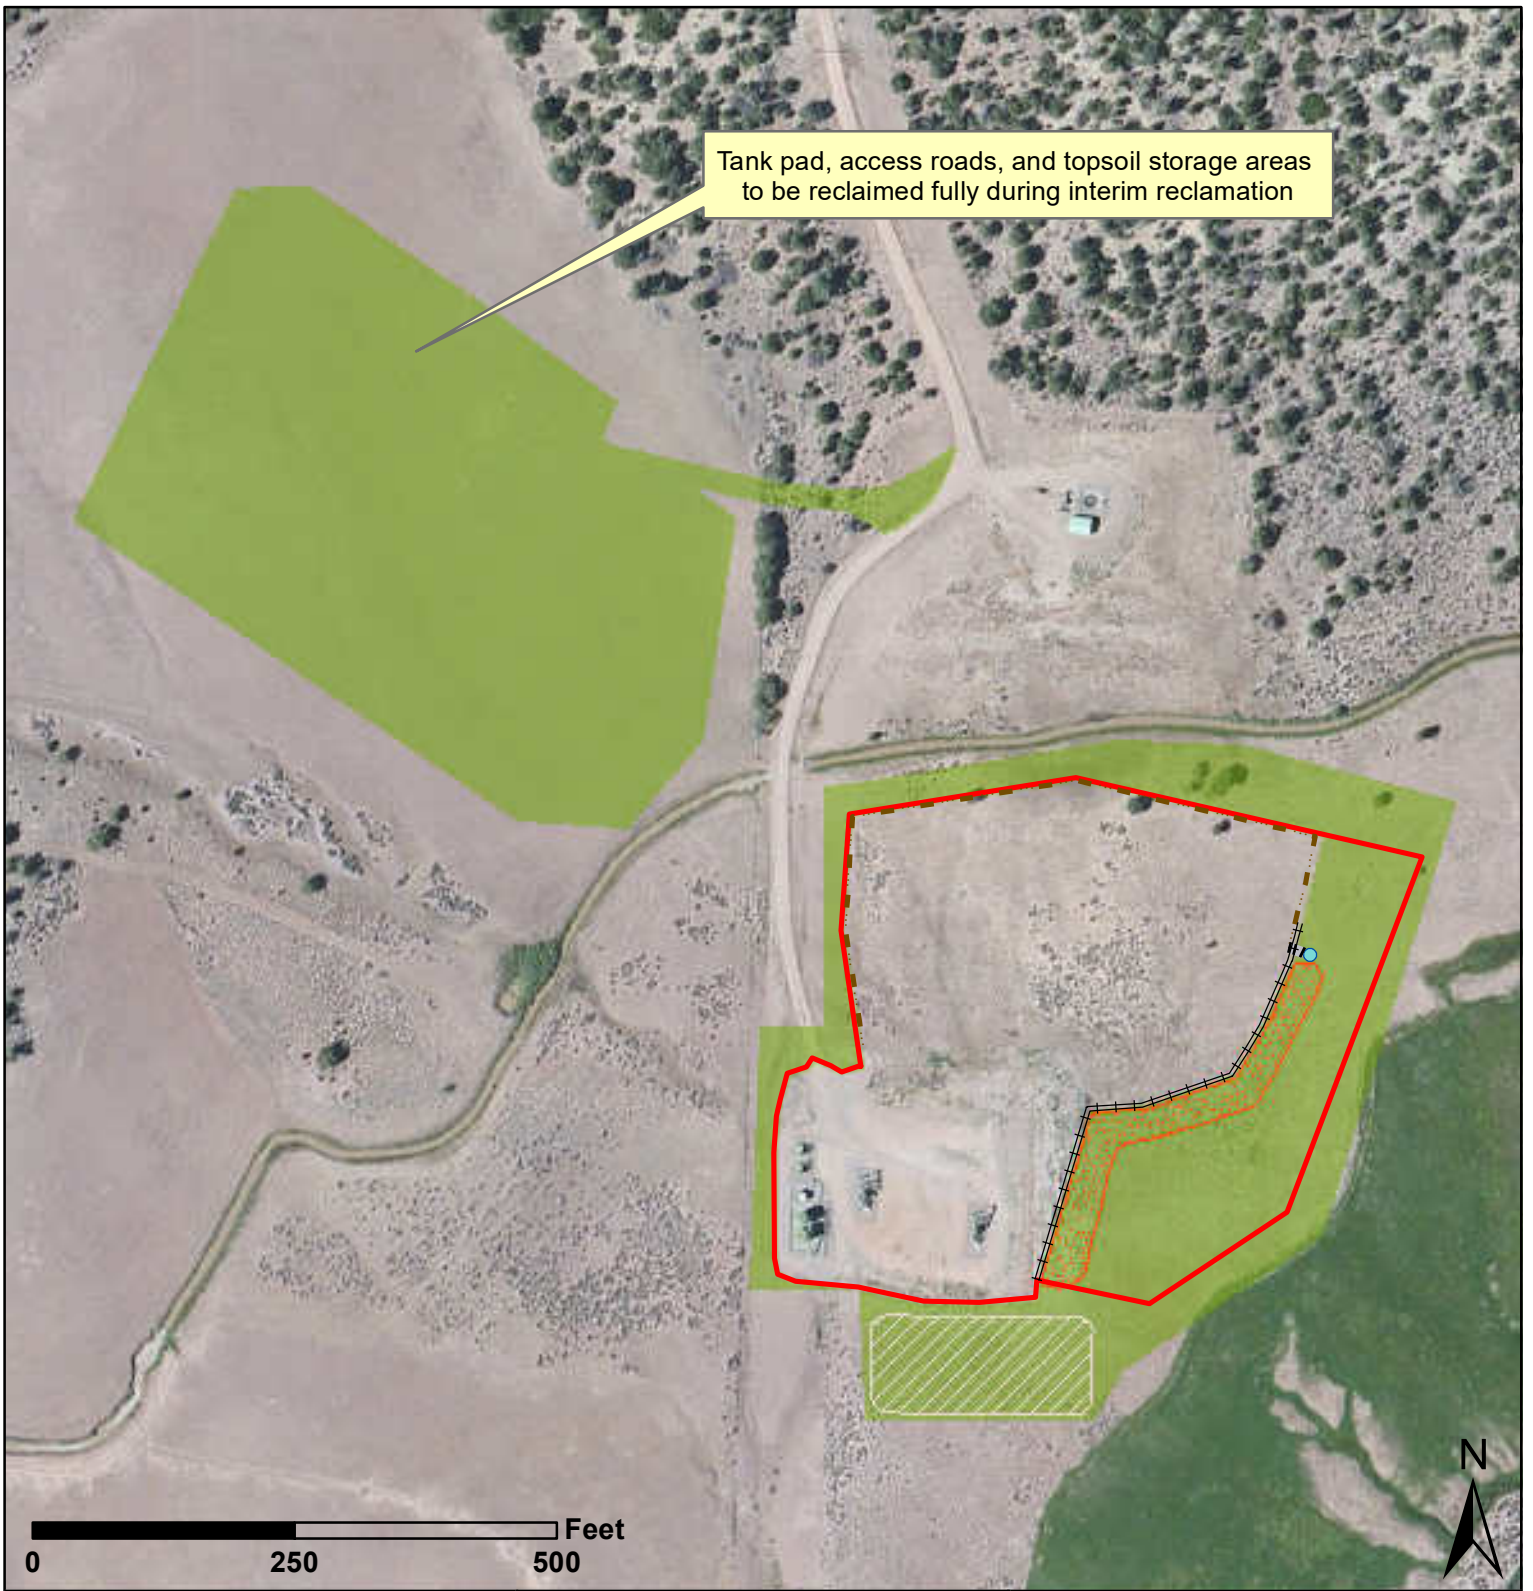 Tank pad, access roads, and topsoil storage areas
to be reclaimed fully during interim reclamation
N
Feet
0 250 500